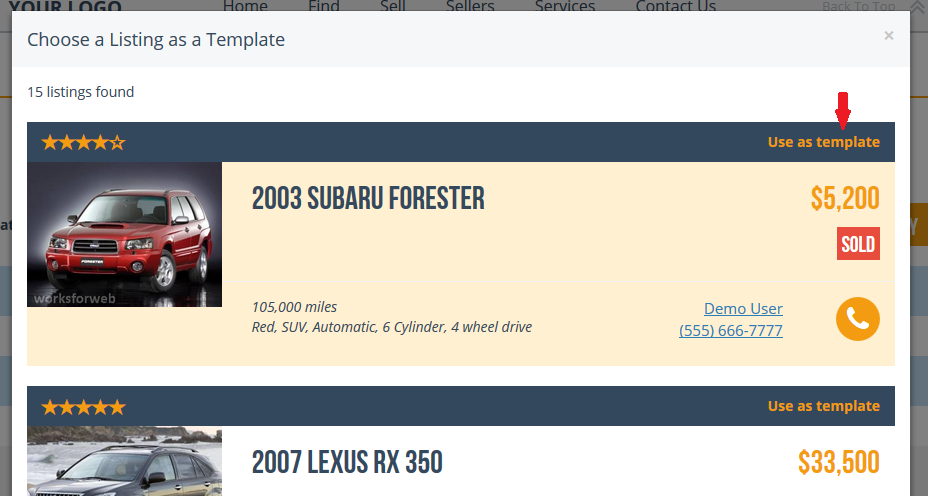 YOUR LOGO
Home Find Sell Sellers Services Contact Us
Back To Top
Choose a Listing as a Template
×
15 listings found
★★★★☆
Use as template
2003 SUBARU FORESTER
$5,200
SOLD
FORESTER
worksforweb
105,000 miles
Red, SUV, Automatic, 6 Cylinder, 4 wheel drive
Demo User
(555) 666-7777
★★★★★
Use as template
2007 LEXUS RX 350
$33,500